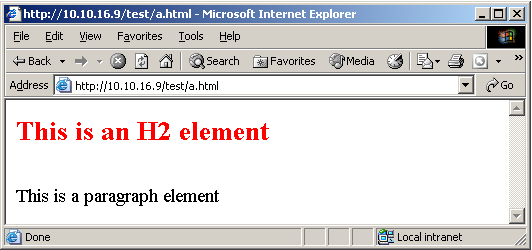 http://10.10.16.9/test/a.html - Microsoft Internet Explorer
File Edit View Favorites Tools Help
Back Search Favorites Media »
Address http://10.10.16.9/test/a.html Go
This is an H2 element
This is a paragraph element
Done Local intranet